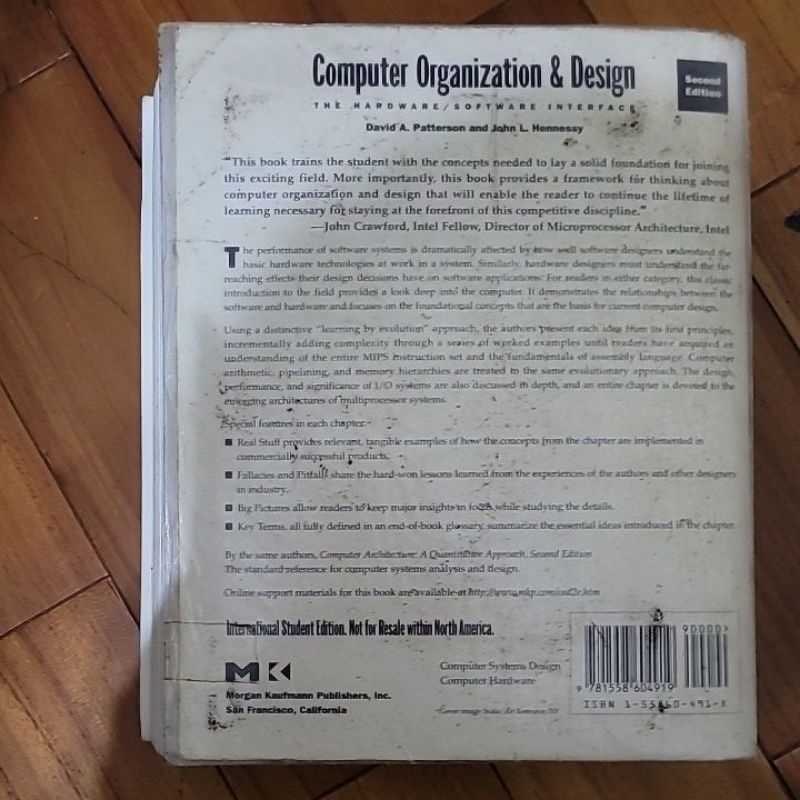 Computer Organization & Design
Second
Edition
THE HARDWARE/SOFTWARE INTERFACE
David A. Patterson and John L. Hennessy
"This book trains the student with the concepts needed to lay a solid foundation for joining
this exciting field. More importantly, this book provides a framework for thinking about
computer organization and design that will enable the reader to continue the lifetime of
learning necessary for staying at the forefront of this competitive discipline."
—John Crawford, Intel Fellow, Director of Microprocessor Architecture, Intel
The performance of software systems is dramatically affected by how well software designers understand the
basic hardware technologies at work in a system. Similarly, hardware designers must understand the far-
reaching effects their design decisions have on software applications. For readers in either category, this classic
introduction to the field provides a look deep into the computer. It demonstrates the relationships between the
software and hardware and focuses on the foundational concepts that are the basis for current computer design.
Using a distinctive "learning by evolution" approach, the authors present each idea from its first principles,
incrementally adding complexity through a series of worked examples until readers have acquired an
understanding of the entire MIPS instruction set and the fundamentals of assembly language. Computer
arithmetic, pipelining, and memory hierarchies are treated to the same evolutionary approach. The design,
performance, and significance of I/O systems are also discussed in depth, and an entire chapter is devoted to the
emerging architectures of multiprocessor systems.
Special features in each chapter:
■ Real Stuff provides relevant, tangible examples of how the concepts from the chapter are implemented in
commercially successful products.
■ Fallacies and Pitfalls share the hard-won lessons learned from the experiences of the authors and other designers
in industry.
■ Big Pictures allow readers to keep major insights in focus while studying the details.
■ Key Terms, all fully defined in an end-of-book glossary, summarize the essential ideas introduced in the chapter.
By the same authors, Computer Architecture: A Quantitative Approach, Second Edition
The standard reference for computer systems analysis and design.
Online support materials for this book are available at http://www.mkp.com/cod2e.htm
International Student Edition. Not for Resale within North America.
MK
Morgan Kaufmann Publishers, Inc.
San Francisco, California
Computer Systems Design
Computer Hardware
Cover image:
90000>
9 781558 604919
ISBN 1-55860-491-X